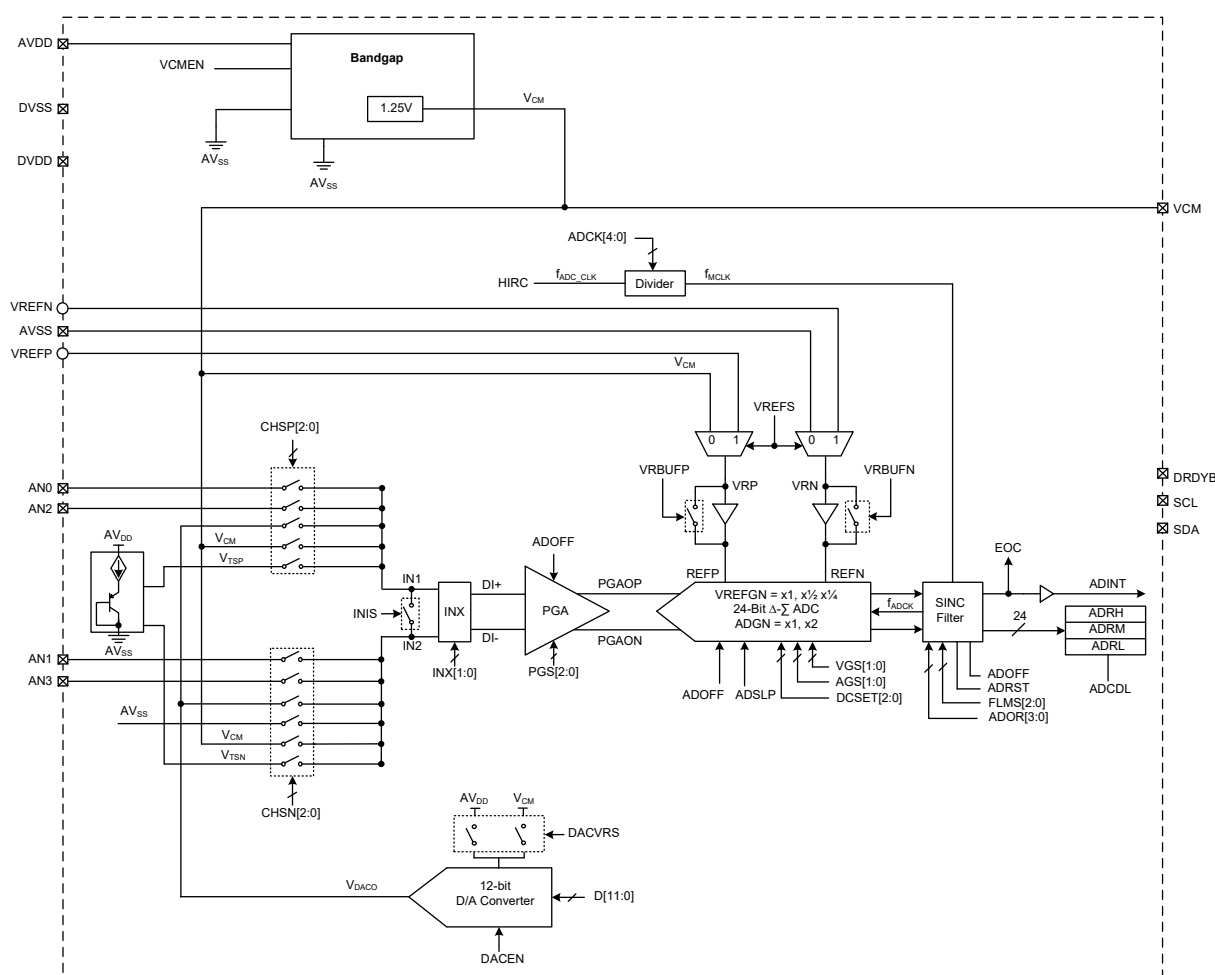 AVDD
Bandgap
VCMEN
1.25V
VCM
DVSS
AVSS
AVSS
DVDD
VCM
ADCK[4:0]
HIRC
fADC_CLK
Divider
fMCLK
VREFN
AVSS
VREFP
VCM
VREFS
0 1
0 1
CHSP[2:0]
VRBUFP
VRP
VRN
VRBUFN
DRDYB
SCL
SDA
AN0
AN2
AVDD
VCM
VTSP
ADOFF
EOC
REFP
REFN
ADINT
IN1
DI+
PGAOP
VREFGN = x1, x½ x¼
24-Bit Δ-∑ ADC
ADGN = x1, x2
fADCK
SINC
Filter
24
ADRH
ADRM
ADRL
INIS
INX
PGA
IN2
DI-
PGAON
AVSS
AN1
AN3
INX[1:0]
PGS[2:0]
ADOFF
ADSLP
VGS[1:0]
AGS[1:0]
DCSET[2:0]
ADOFF
ADRST
FLMS[2:0]
ADOR[3:0]
ADCDL
AVSS
VCM
VTSN
CHSN[2:0]
AVDD
VCM
DACVRS
VDACO
12-bit
D/A Converter
D[11:0]
DACEN